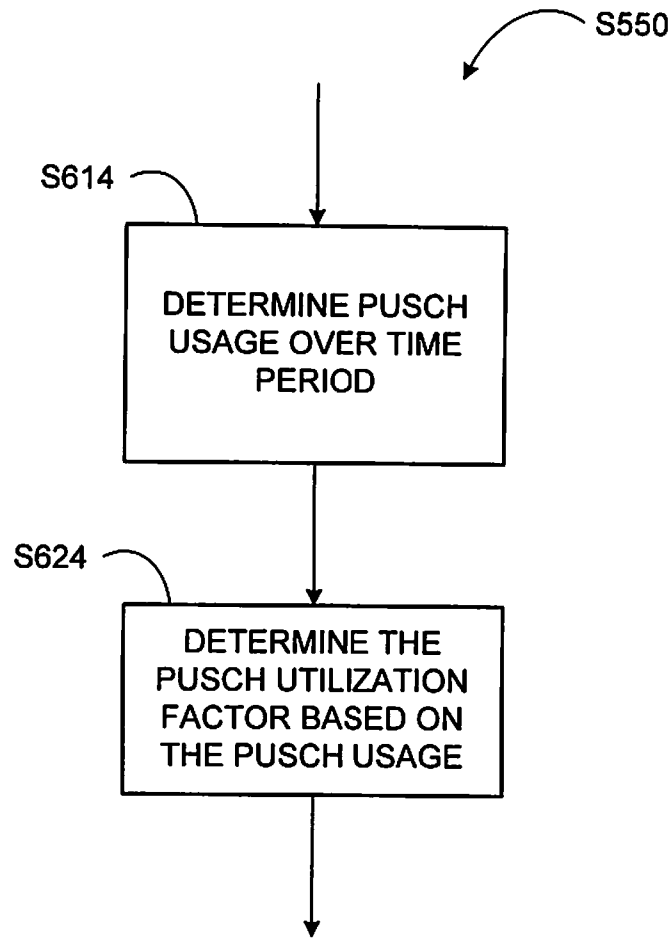 S550
S614
DETERMINE PUSCH
USAGE OVER TIME
PERIOD
S624
DETERMINE THE
PUSCH UTILIZATION
FACTOR BASED ON
THE PUSCH USAGE